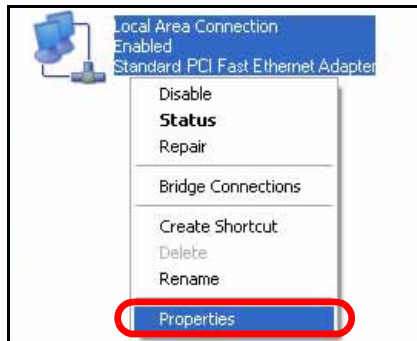 Local Area Connection
Enabled
Standard PCI Fast Ethernet Adapter
Disable
Status
Repair
Bridge Connections
Create Shortcut
Delete
Rename
Properties